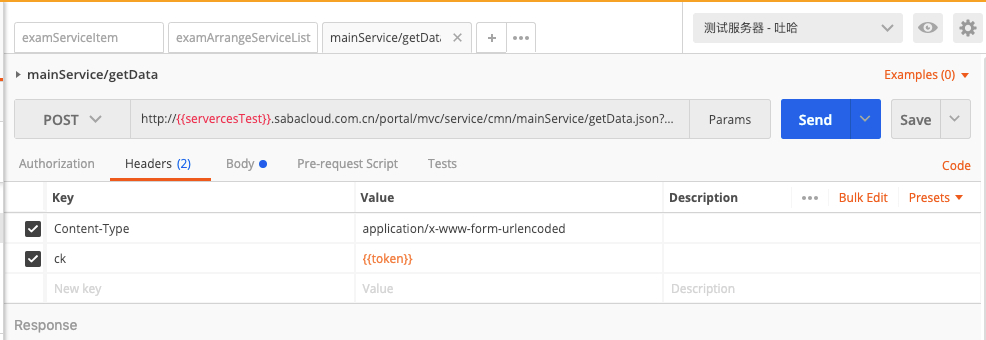 examServiceItem examArrangeServiceList mainService/getData 测试服务器 - 吐哈
mainService/getData Examples (0)
POST http://{{servercesTest}}.sabacloud.com.cn/portal/mvc/service/cmn/mainService/getData.json?... Params Send Save
Authorization Headers (2) Body Pre-request Script Tests Code
Key Value Description Bulk Edit Presets
Content-Type application/x-www-form-urlencoded
ck {{token}}
New key Value Description
Response